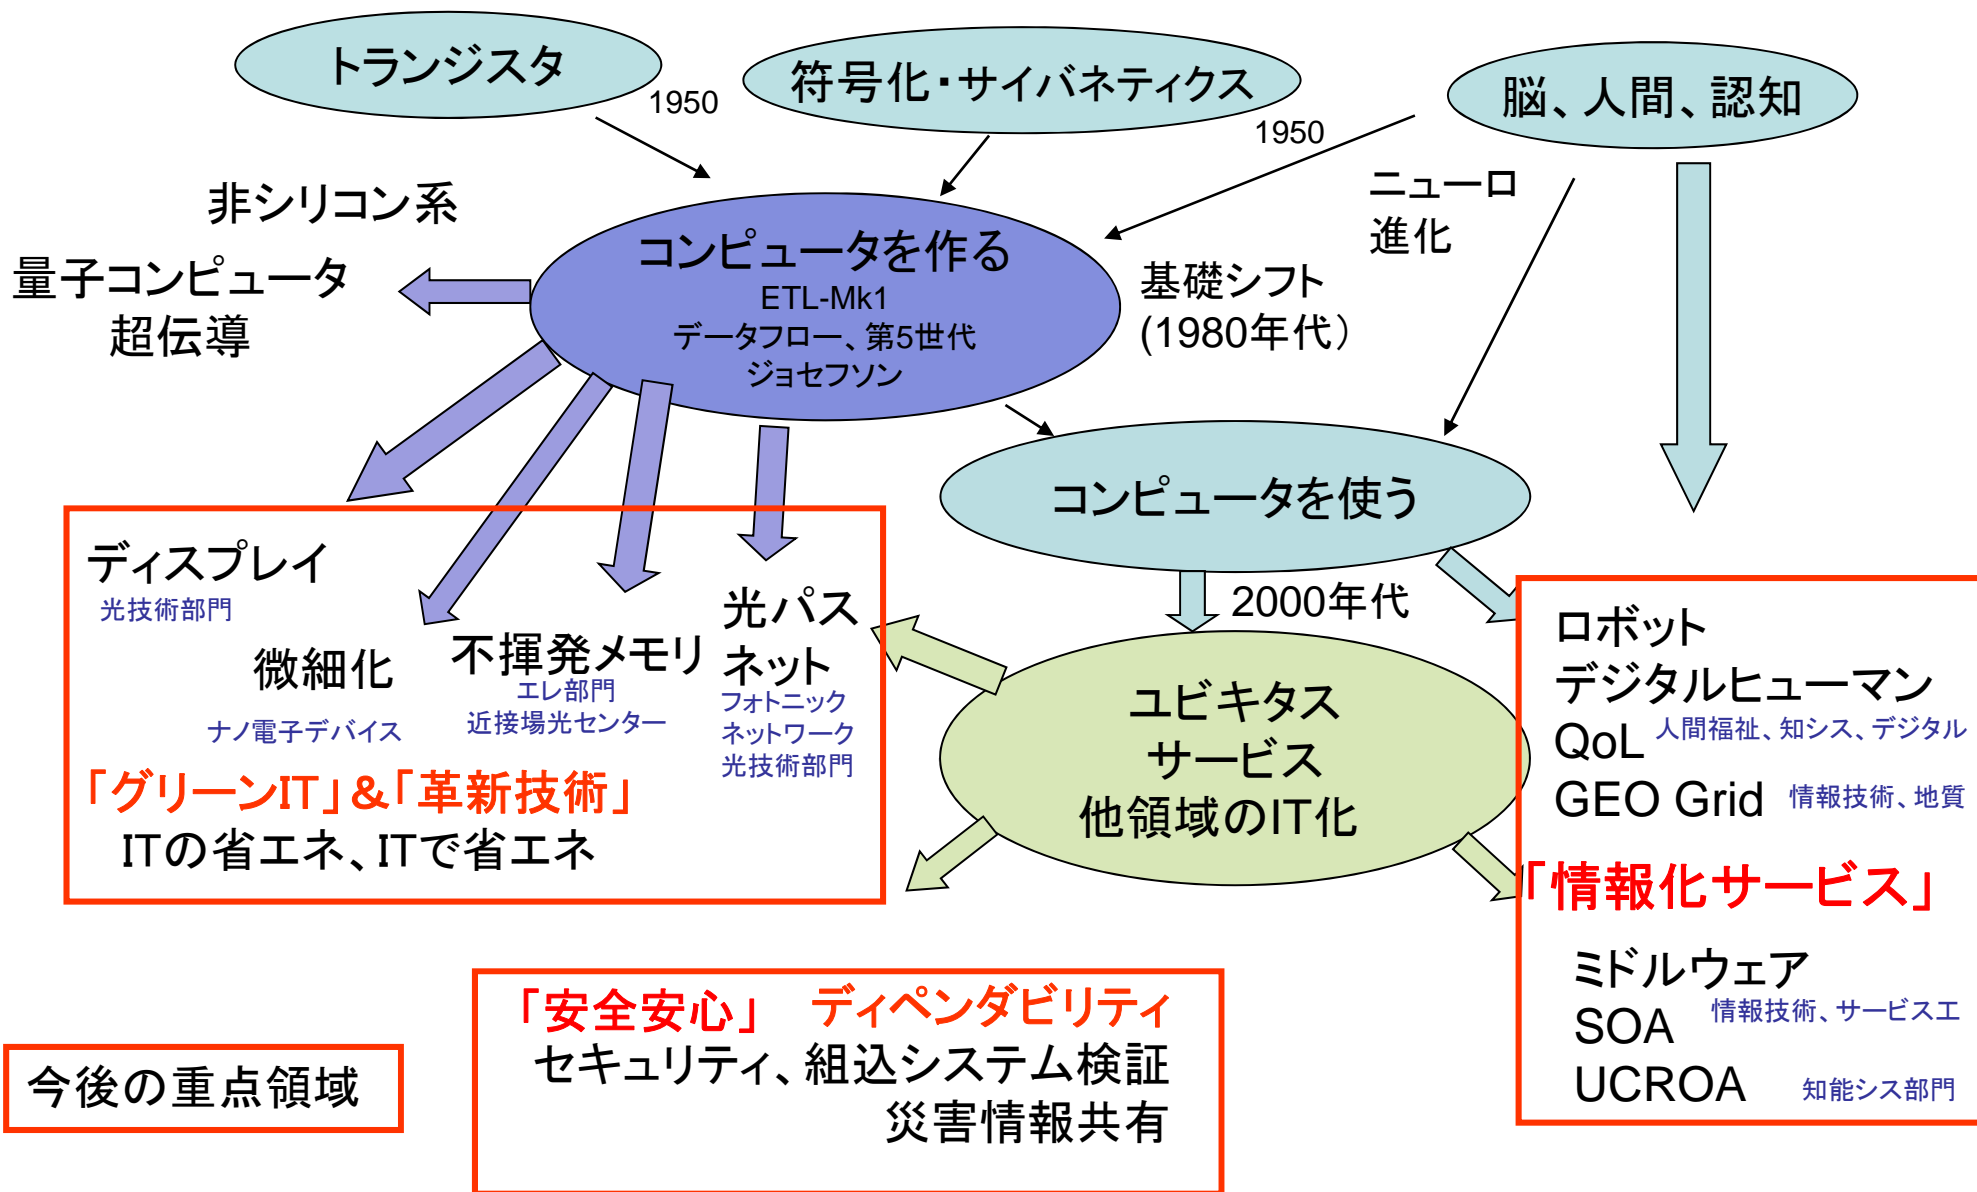 トランジスタ
符号化・サイバネティクス
脳、人間、認知
1950
1950
ニューロ
進化
非シリコン系
量子コンピュータ
超伝導
コンピュータを作る
ETL-Mk1
データフロー、第5世代
ジョセフソン
基礎シフト
(1980年代）
コンピュータを使う
2000年代
ディスプレイ
光技術部門
微細化
ナノ電子デバイス
不揮発メモリ
エレ部門
近接場光センター
光パス
ネット
フォトニック
ネットワーク
光技術部門
「グリーンIT」&「革新技術」
ITの省エネ、ITで省エネ
ユビキタス
サービス
他領域のIT化
ロボット
デジタルヒューマン
QoL 人間福祉、知シス、デジタル
GEO Grid 情報技術、地質
「情報化サービス」
ミドルウェア
SOA 情報技術、サービス工
UCROA 知能シス部門
「安全安心」 ディペンダビリティ
セキュリティ、組込システム検証
災害情報共有
今後の重点領域